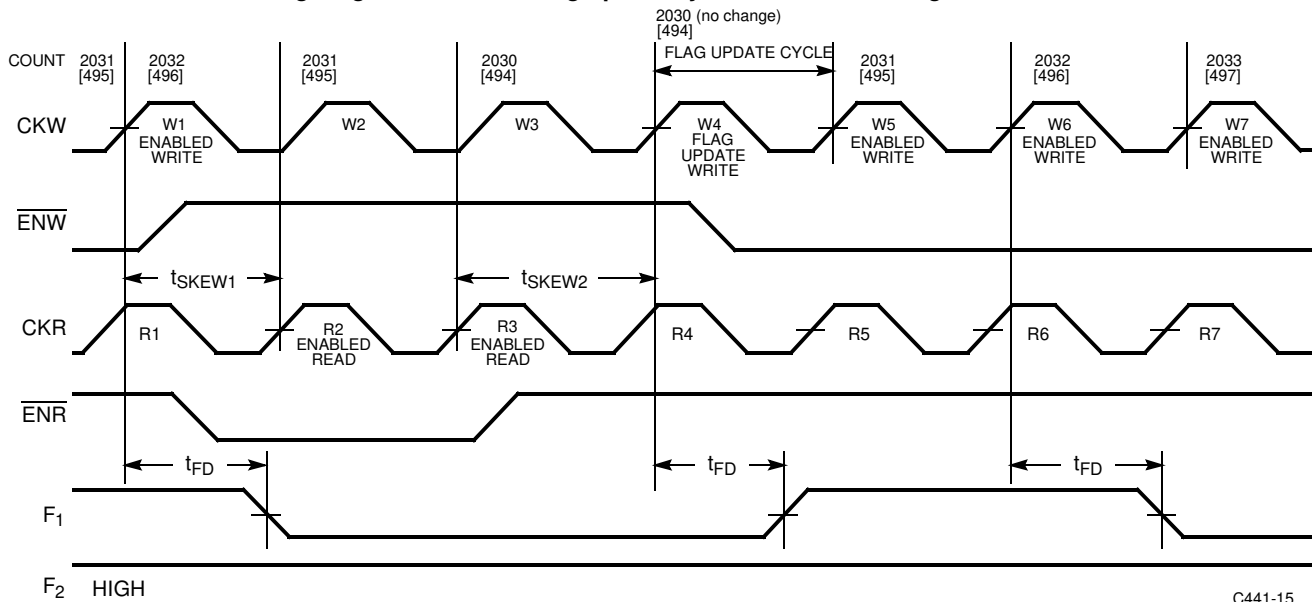 2030 (no change)
[494]
FLAG UPDATE CYCLE
COUNT 2031 2032 2031 2030 2031 2032 2033
[495] [496] [495] [494] [495] [496] [497]
CKW W1 W2 W3 W4 W5 W6 W7
ENABLED WRITE
FLAG UPDATE WRITE
ENABLED WRITE
ENABLED WRITE
ENABLED WRITE
ENW
tSKEW1 tSKEW2
CKR R1 R2 R3 R4 R5 R6 R7
ENABLED READ
ENABLED READ
ENR
tFD tFD tFD
F1
F2 HIGH
C441-15